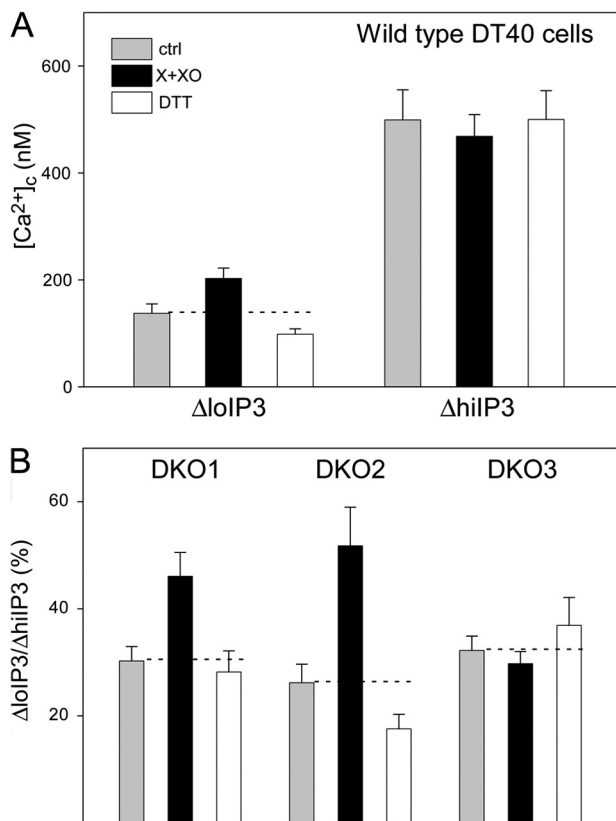 A
Wild type DT40 cells
ctrl
X+XO
DTT
[Ca²⁺]c (nM)
600
400
200
0
ΔloIP3
ΔhiIP3
B
DKO1
DKO2
DKO3
ΔloIP3/ΔhiIP3 (%)
60
40
20